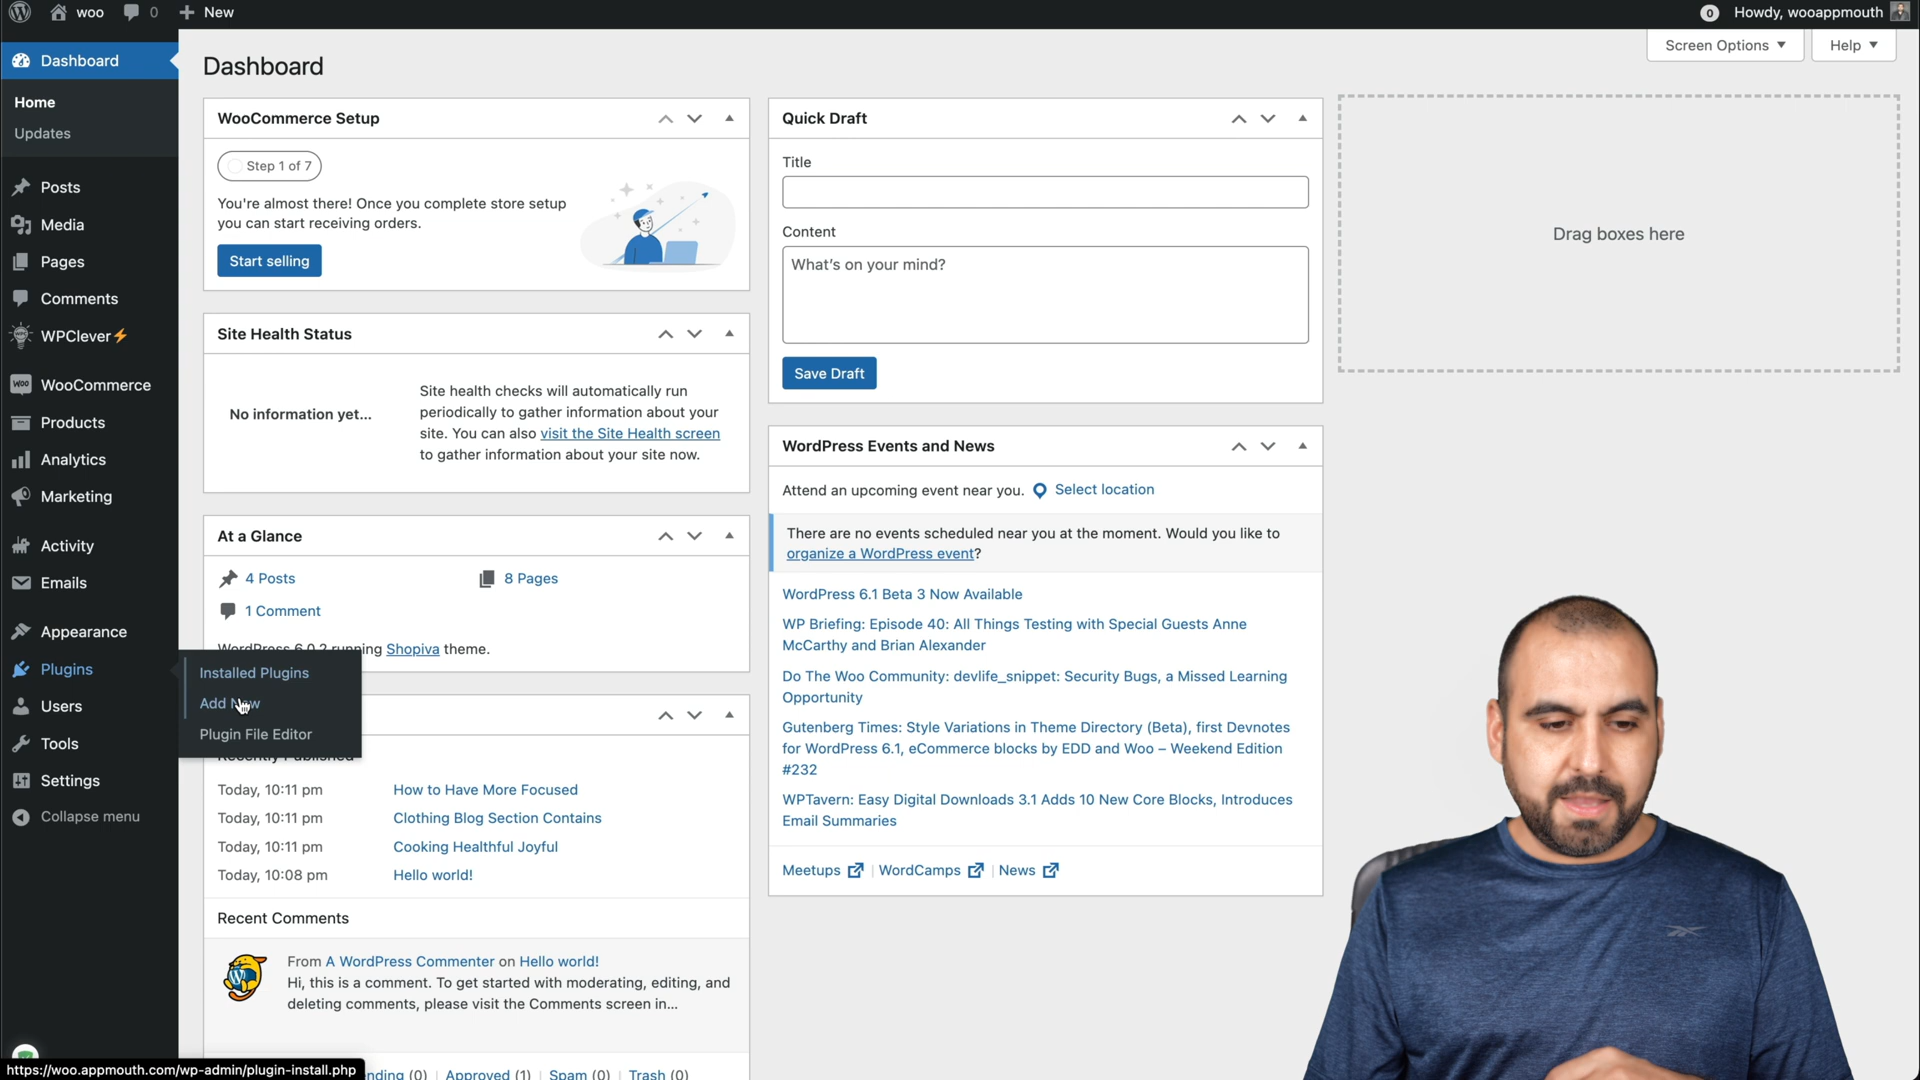 woo
0
New
0
Howdy, wooappmouth
Dashboard
Home
Updates
Posts
Media
Pages
Comments
WPClever⚡
WooCommerce
Products
Analytics
Marketing
Activity
Emails
Appearance
Plugins
Users
Tools
Settings
Collapse menu
Installed Plugins
Add New
Plugin File Editor
Dashboard
Screen Options
Help
WooCommerce Setup
Step 1 of 7
You're almost there! Once you complete store setup
you can start receiving orders.
Start selling
Site Health Status
No information yet...
Site health checks will automatically run
periodically to gather information about your
site. You can also visit the Site Health screen
to gather information about your site now.
At a Glance
4 Posts
8 Pages
1 Comment
WordPress 6.0.2 running Shopiva theme.
Recently Published
Today, 10:11 pm How to Have More Focused
Today, 10:11 pm Clothing Blog Section Contains
Today, 10:11 pm Cooking Healthful Joyful
Today, 10:08 pm Hello world!
Recent Comments
From A WordPress Commenter on Hello world!
Hi, this is a comment. To get started with moderating, editing, and
deleting comments, please visit the Comments screen in...
(0) | Approved (1) | Spam (0) | Trash (0)
Quick Draft
Title
Content
What's on your mind?
Save Draft
WordPress Events and News
Attend an upcoming event near you. Select location
There are no events scheduled near you at the moment. Would you like to
organize a WordPress event?
WordPress 6.1 Beta 3 Now Available
WP Briefing: Episode 40: All Things Testing with Special Guests Anne
McCarthy and Brian Alexander
Do The Woo Community: devlife_snippet: Security Bugs, a Missed Learning
Opportunity
Gutenberg Times: Style Variations in Theme Directory (Beta), first Devnotes
for WordPress 6.1, eCommerce blocks by EDD and Woo – Weekend Edition
#232
WPTavern: Easy Digital Downloads 3.1 Adds 10 New Core Blocks, Introduces
Email Summaries
Meetups | WordCamps | News
Drag boxes here
https://woo.appmouth.com/wp-admin/plugin-install.php